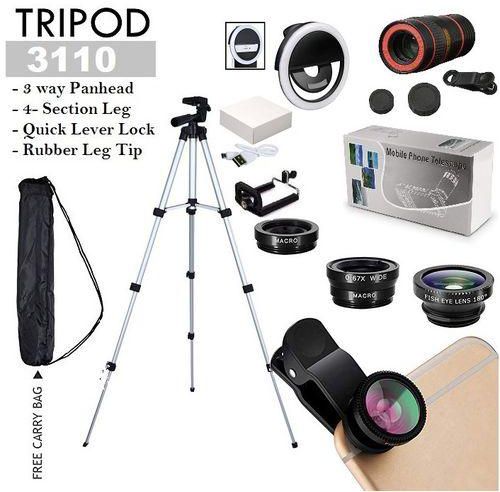 TRIPOD
3110
- 3 way Panhead
- 4- Section Leg
- Quick Lever Lock
- Rubber Leg Tip
Mobile Phone Telescope
MACRO
0.67X WIDE
MACRO
FISH EYE LENS 180°
FREE CARRY BAG